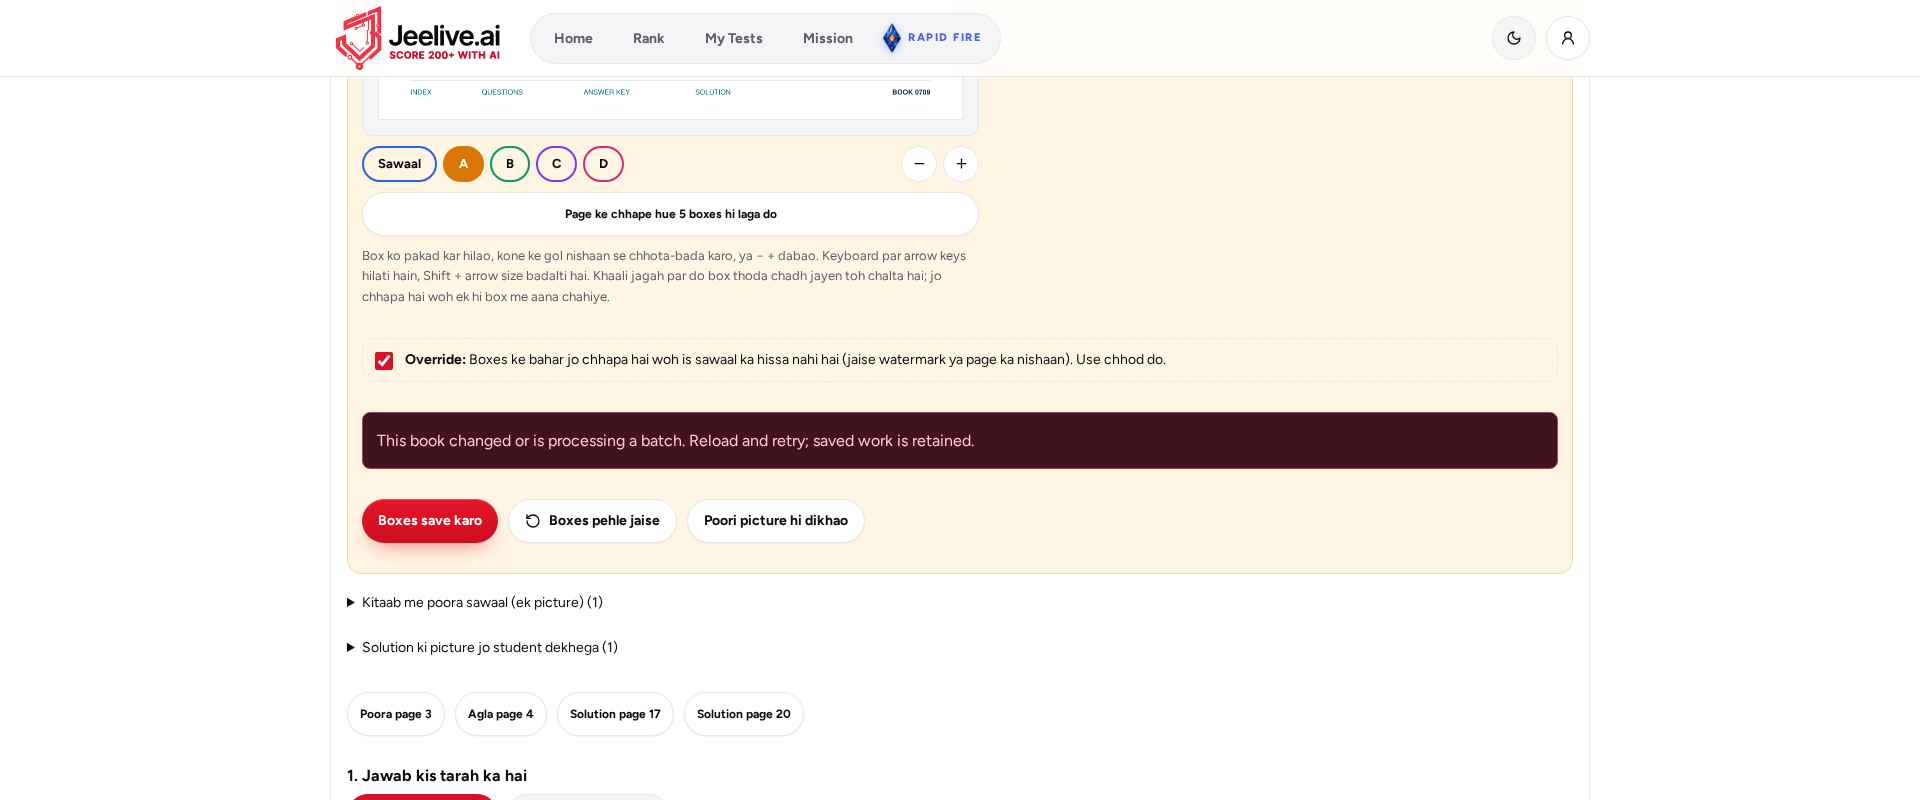 Jeelive.ai
SCORE 200+ WITH AI
Home
Rank
My Tests
Mission
RAPID FIRE
INDEX
QUESTIONS
ANSWER KEY
SOLUTION
BOOK 0709
Sawaal
A
B
C
D
−
+
Page ke chhape hue 5 boxes hi laga do
Box ko pakad kar hilao, kone ke gol nishaan se chhota-bada karo, ya − + dabao. Keyboard par arrow keys
hilati hain, Shift + arrow size badalti hai. Khaali jagah par do box thoda chadh jayen toh chalta hai; jo
chhapa hai woh ek hi box me aana chahiye.
Override: Boxes ke bahar jo chhapa hai woh is sawaal ka hissa nahi hai (jaise watermark ya page ka nishaan). Use chhod do.
This book changed or is processing a batch. Reload and retry; saved work is retained.
Boxes save karo
Boxes pehle jaise
Poori picture hi dikhao
Kitaab me poora sawaal (ek picture) (1)
Solution ki picture jo student dekhega (1)
Poora page 3
Agla page 4
Solution page 17
Solution page 20
1. Jawab kis tarah ka hai